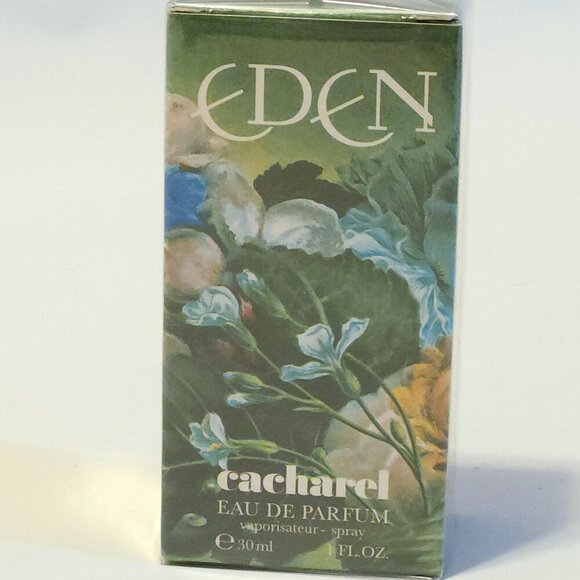 EDEN
cacharel
EAU DE PARFUM
vaporisateur - spray
℮ 30 ml 1 FL.OZ.